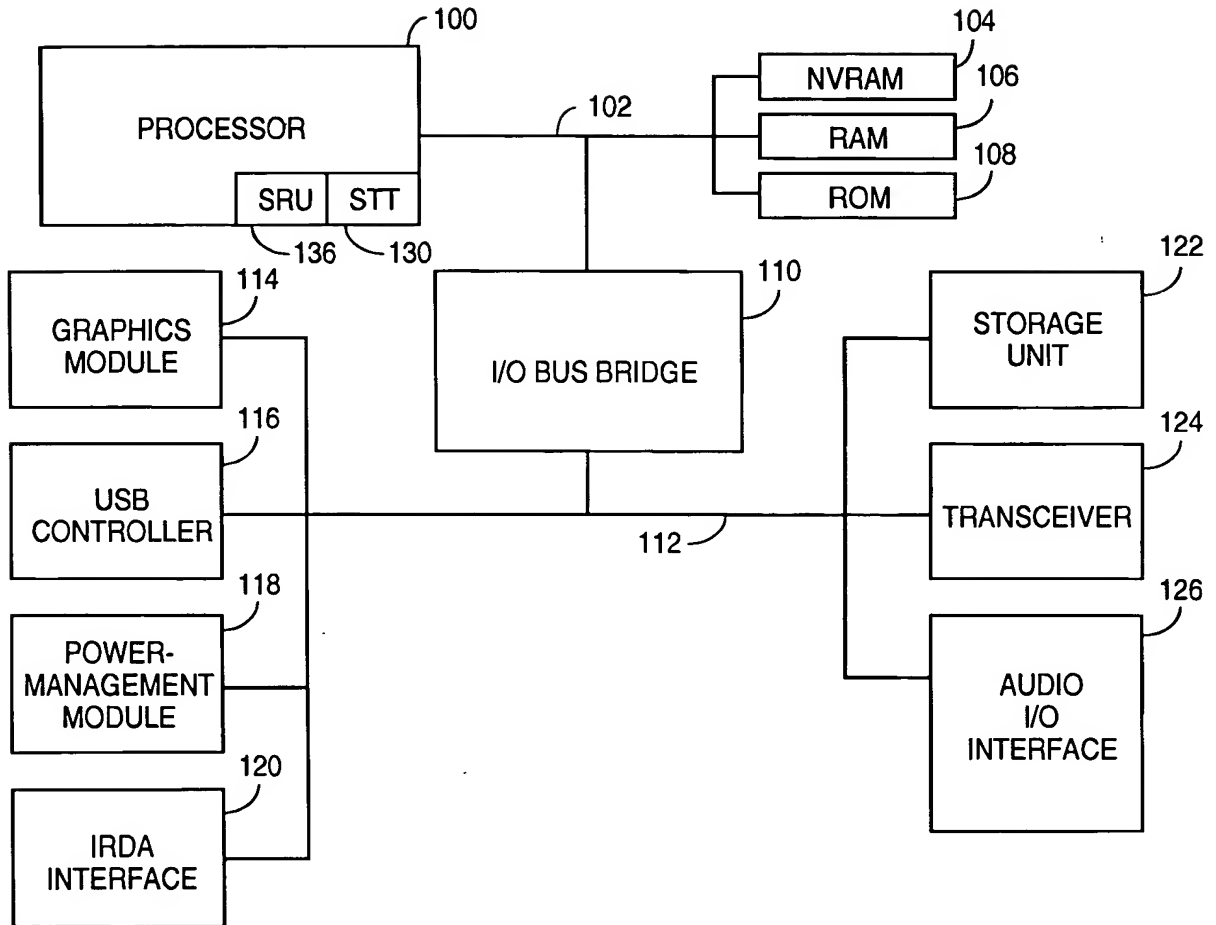 100
PROCESSOR
SRU
STT
136
130
102
104
NVRAM
106
RAM
108
ROM
110
I/O BUS BRIDGE
112
114
GRAPHICS
MODULE
116
USB
CONTROLLER
118
POWER-
MANAGEMENT
MODULE
120
IRDA
INTERFACE
122
STORAGE
UNIT
124
TRANSCEIVER
126
AUDIO
I/O
INTERFACE